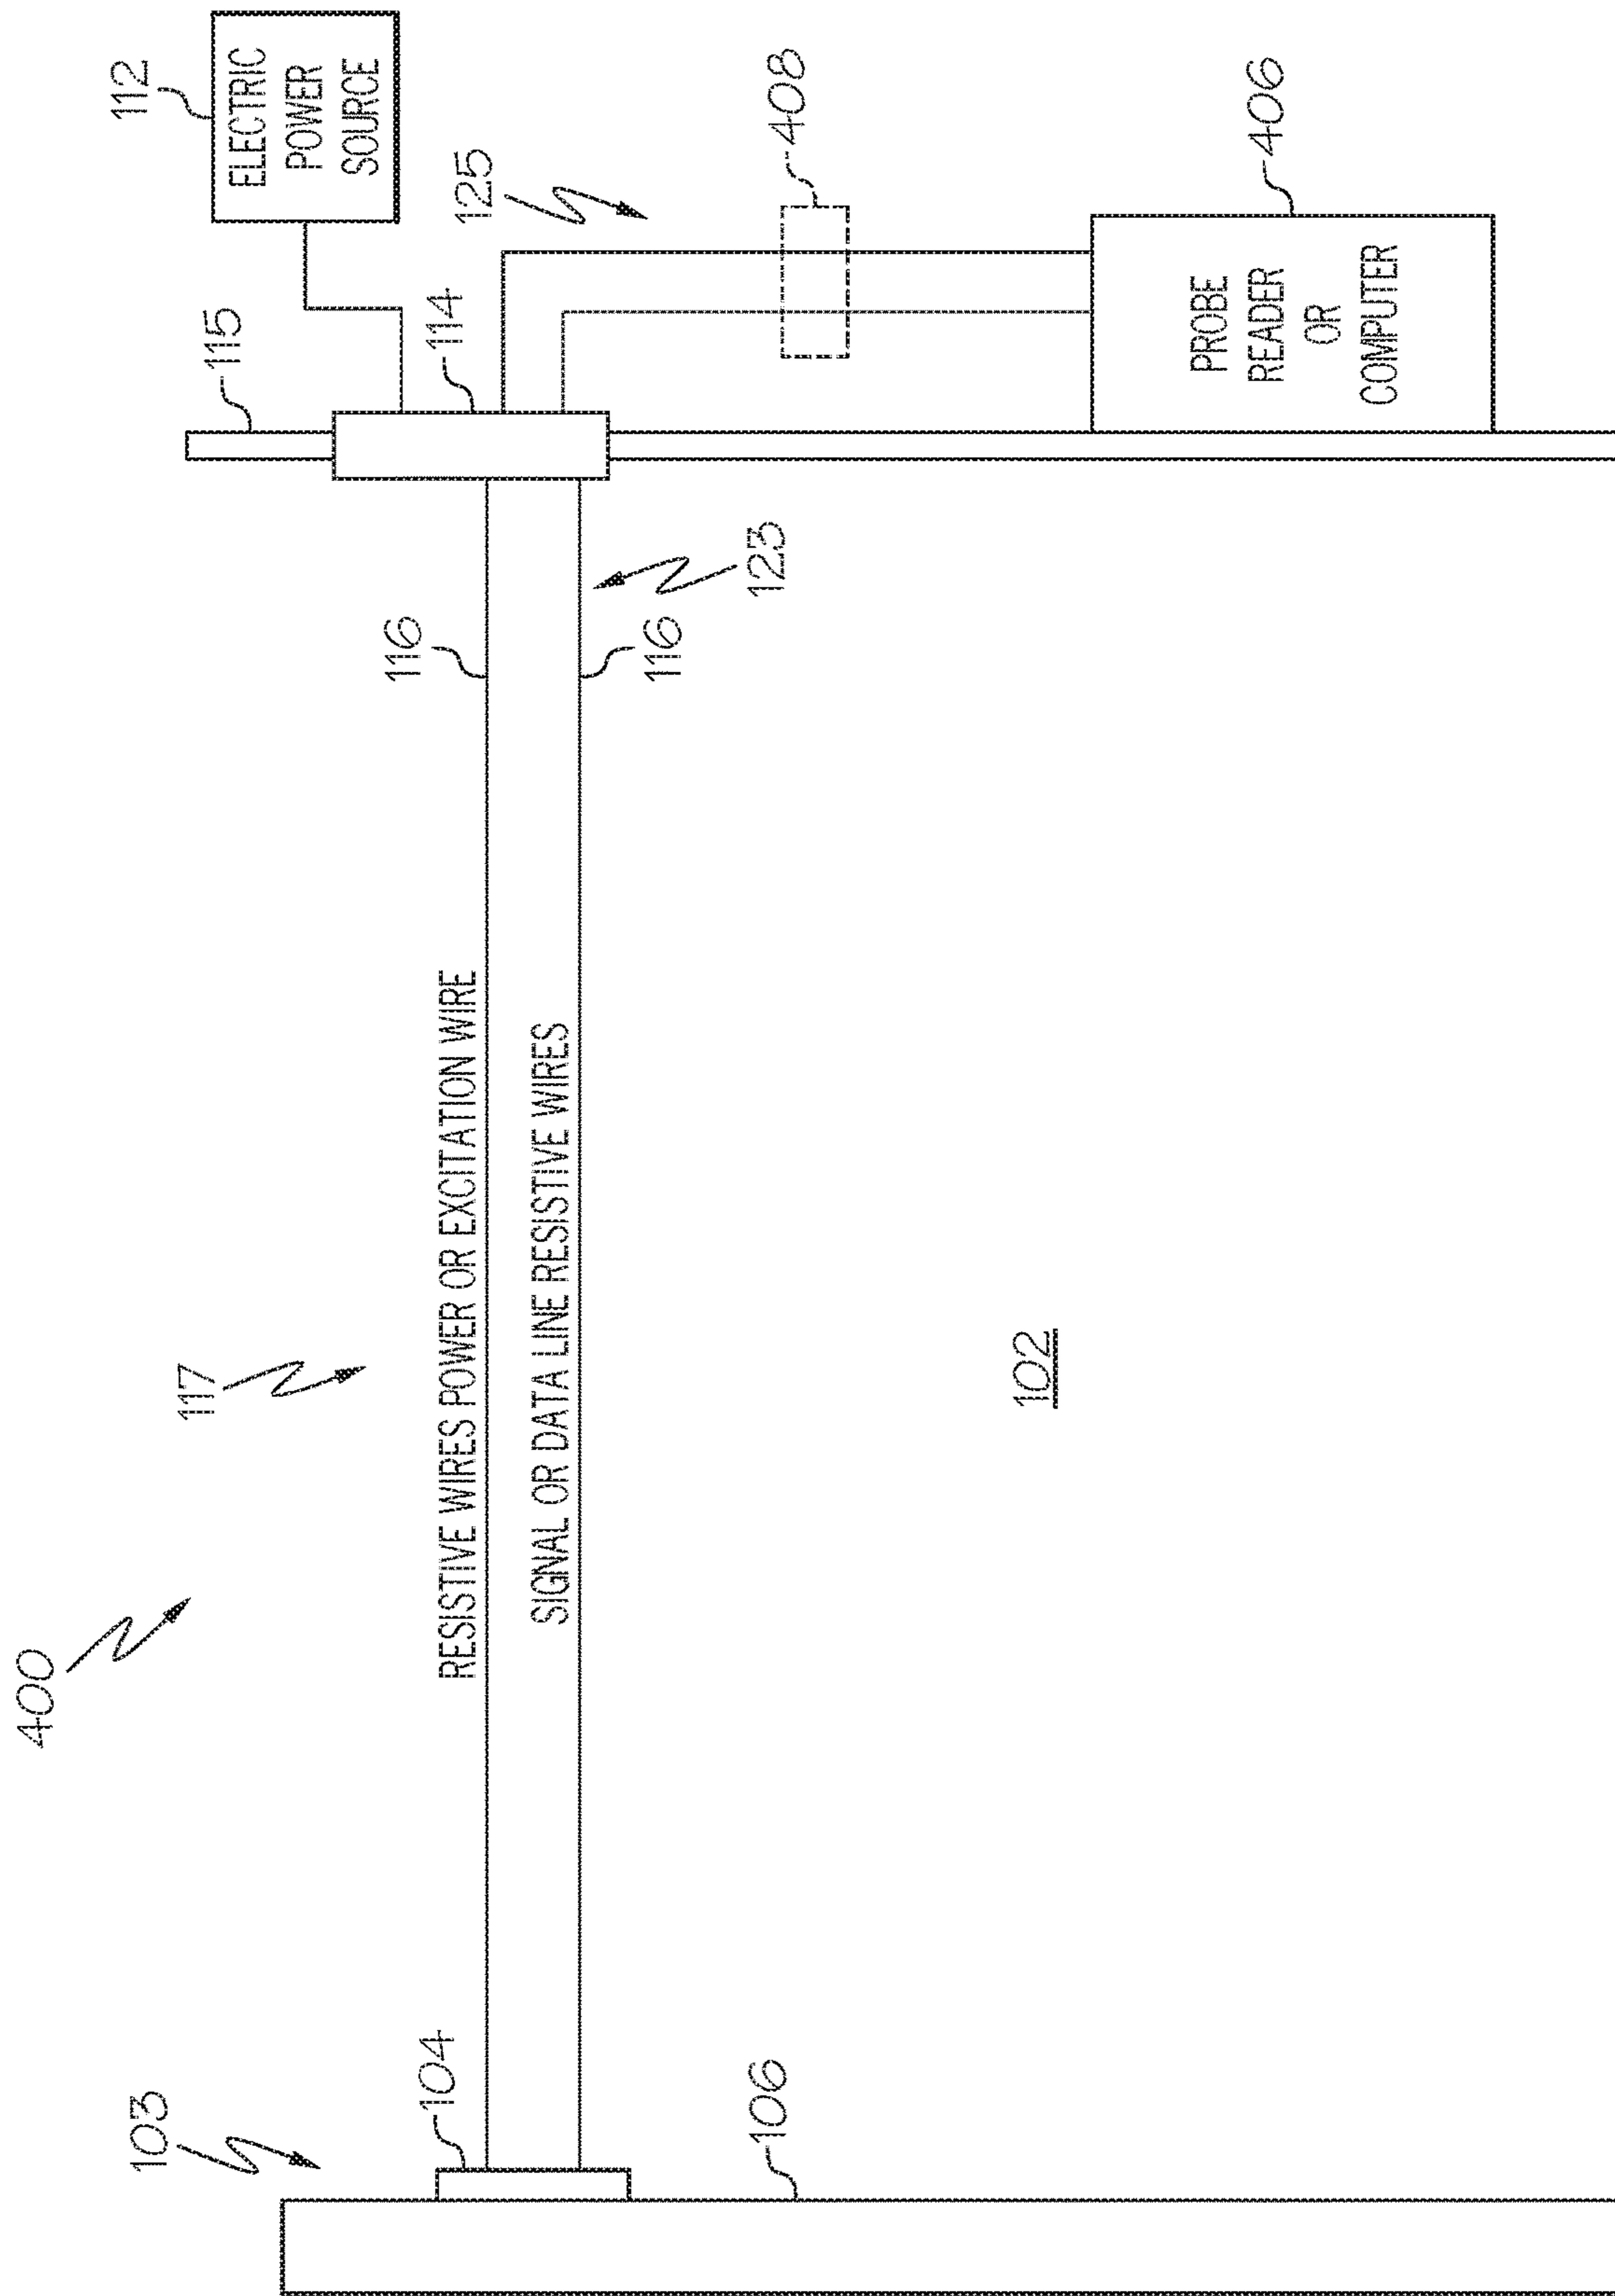 400
117
103
104
106
RESISTIVE WIRES POWER OR EXCITATION WIRE
SIGNAL OR DATA LINE RESISTIVE WIRES
102
116
116
123
115
114
112
ELECTRIC
POWER
SOURCE
125
408
406
PROBE
READER
OR
COMPUTER